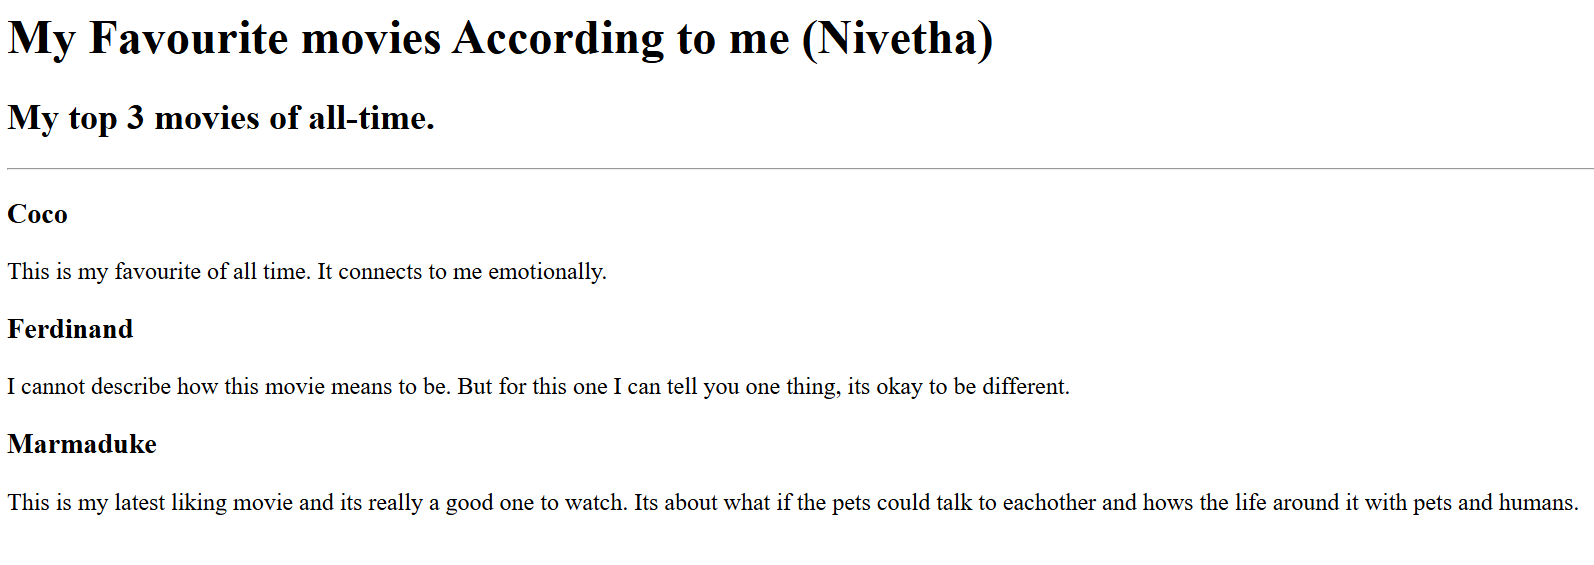 My Favourite movies According to me (Nivetha)
My top 3 movies of all-time.
Coco
This is my favourite of all time. It connects to me emotionally.
Ferdinand
I cannot describe how this movie means to be. But for this one I can tell you one thing, its okay to be different.
Marmaduke
This is my latest liking movie and its really a good one to watch. Its about what if the pets could talk to eachother and hows the life around it with pets and humans.